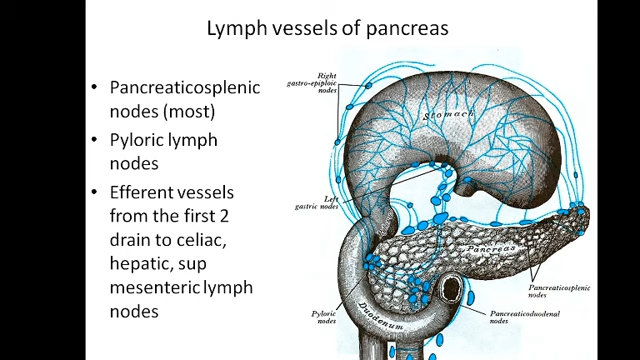 Lymph vessels of pancreas
• Pancreaticosplenic
nodes (most)
• Pyloric lymph
nodes
• Efferent vessels
from the first 2
drain to celiac,
hepatic, sup
mesenteric lymph
nodes
Right
gastro-epiploic
nodes
Stomach
Left
gastric nodes
Pancreas
Pancreaticosplenic
nodes
Pyloric
nodes
Duodenum
Pancreaticoduodenal
nodes